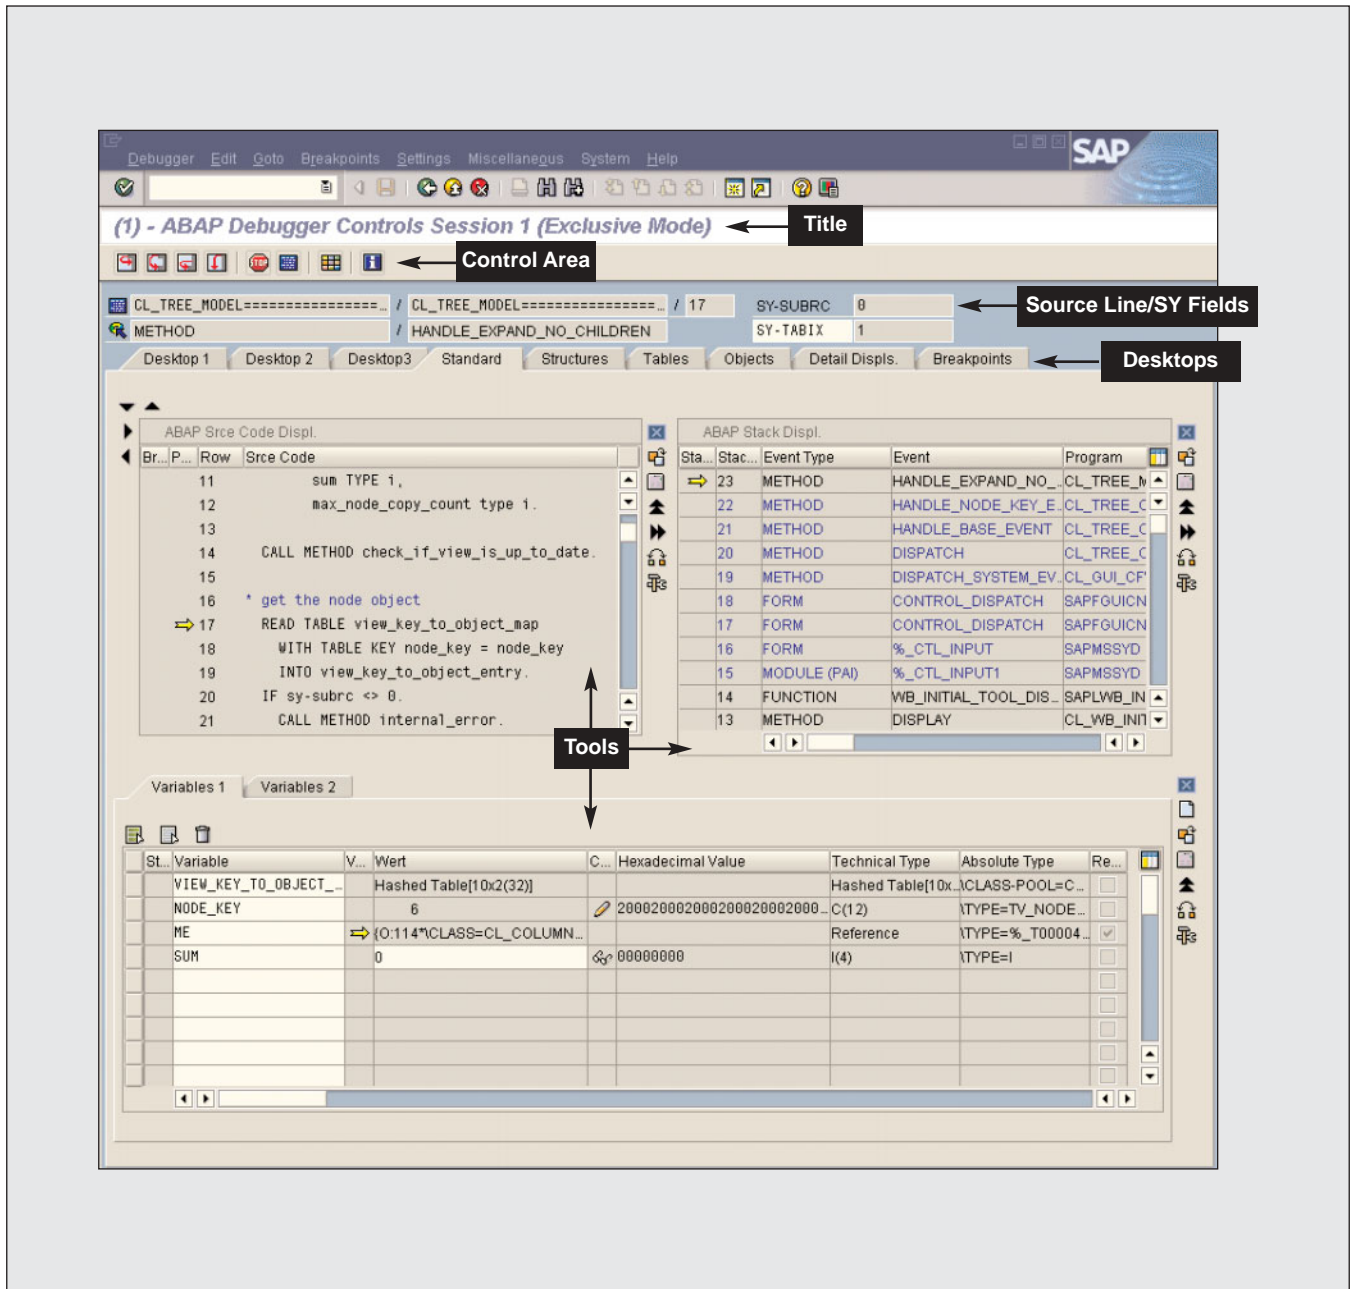 Debugger Edit Goto Breakpoints Settings Miscellaneous System Help
SAP
(1) - ABAP Debugger Controls Session 1 (Exclusive Mode)
Title
STOP
Control Area
CL_TREE_MODEL================... / CL_TREE_MODEL================... / 17 SY-SUBRC 0
Source Line/SY Fields
METHOD / HANDLE_EXPAND_NO_CHILDREN SY-TABIX 1
Desktop 1 Desktop 2 Desktop3 Standard Structures Tables Objects Detail Displs. Breakpoints
Desktops
ABAP Srce Code Displ.
Br... P... Row Srce Code
11 sum TYPE i,
12 max_node_copy_count type i.
13
14 CALL METHOD check_if_view_is_up_to_date.
15
16 * get the node object
17 READ TABLE view_key_to_object_map
18 WITH TABLE KEY node_key = node_key
19 INTO view_key_to_object_entry.
20 IF sy-subrc <> 0.
21 CALL METHOD internal_error.
ABAP Stack Displ.
Sta... Stac... Event Type Event Program
23 METHOD HANDLE_EXPAND_NO_... CL_TREE_M
22 METHOD HANDLE_NODE_KEY_E... CL_TREE_C
21 METHOD HANDLE_BASE_EVENT CL_TREE_C
20 METHOD DISPATCH CL_TREE_C
19 METHOD DISPATCH_SYSTEM_EV... CL_GUI_CF
18 FORM CONTROL_DISPATCH SAPFGUICN
17 FORM CONTROL_DISPATCH SAPFGUICN
16 FORM %_CTL_INPUT SAPMSSYD
15 MODULE (PAI) %_CTL_INPUT1 SAPMSSYD
14 FUNCTION WB_INITIAL_TOOL_DIS... SAPLWB_IN
13 METHOD DISPLAY CL_WB_INIT
Tools
Variables 1 Variables 2
St... Variable V... Wert C... Hexadecimal Value Technical Type Absolute Type Re...
VIEW_KEY_TO_OBJECT_... Hashed Table[10x2(32)] Hashed Table[10x... \CLASS-POOL=C...
NODE_KEY 6 200020002000200020002000... C(12) \TYPE=TV_NODE...
ME {O:114*\CLASS=CL_COLUMN... Reference \TYPE=%_T00004...
SUM 0 00000000 I(4) \TYPE=I